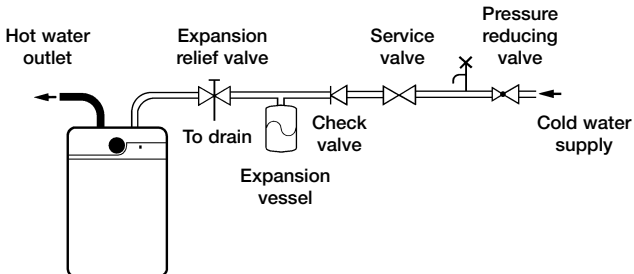 Hot water
outlet
Expansion
relief valve
Service
valve
Pressure
reducing
valve
To drain
Check
valve
Cold water
supply
Expansion
vessel